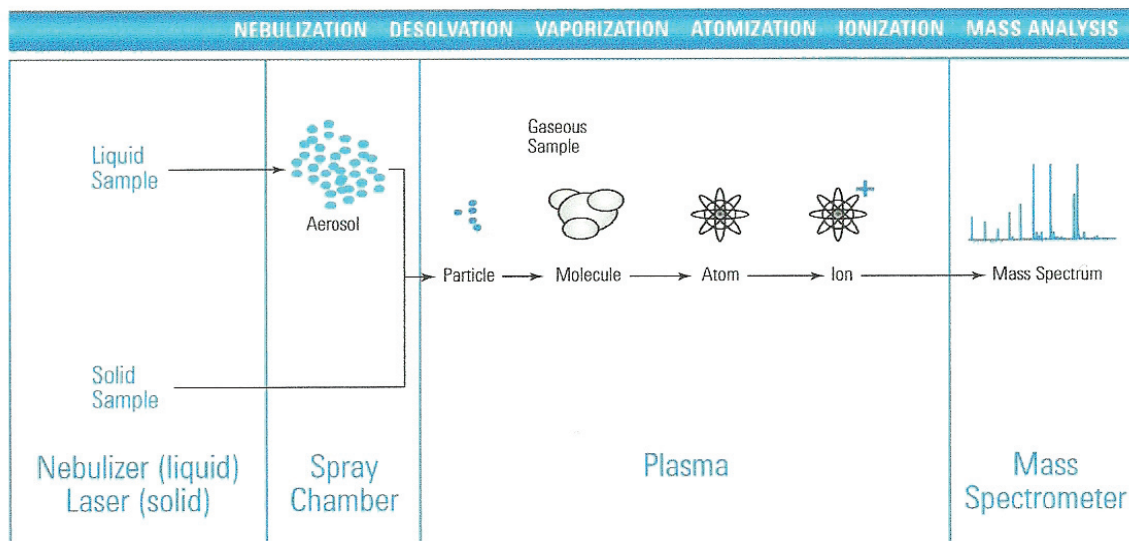 NEBULIZATION DESOLVATION VAPORIZATION ATOMIZATION IONIZATION MASS ANALYSIS
Gaseous
Sample
Liquid
Sample
Aerosol
Particle
Molecule
Atom
Ion
Mass Spectrum
Solid
Sample
Nebulizer (liquid)
Laser (solid)
Spray
Chamber
Plasma
Mass
Spectrometer